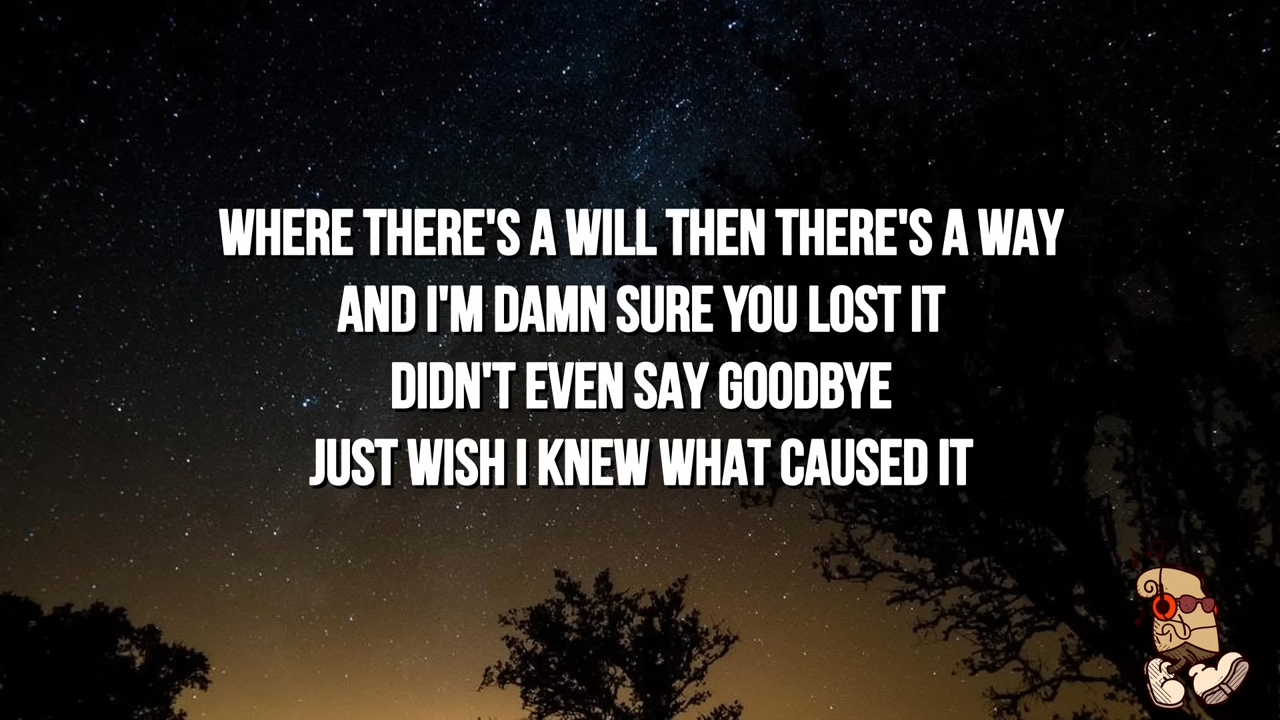 WHERE THERE'S A WILL THEN THERE'S A WAY
AND I'M DAMN SURE YOU LOST IT
DIDN'T EVEN SAY GOODBYE
JUST WISH I KNEW WHAT CAUSED IT